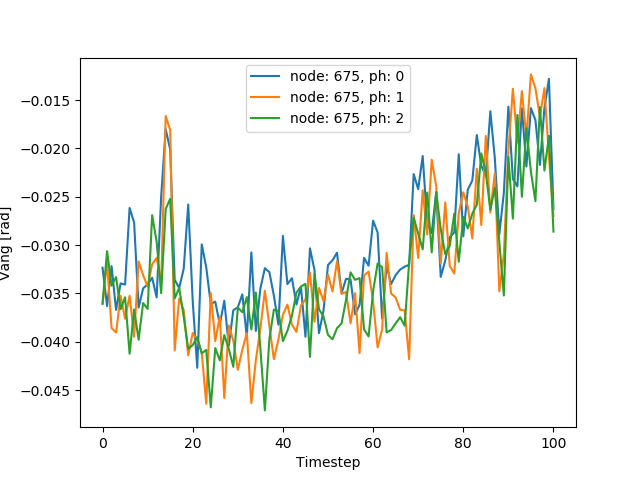 node: 675, ph: 0
node: 675, ph: 1
node: 675, ph: 2
−0.015
−0.020
−0.025
−0.030
−0.035
−0.040
−0.045
Vang [rad]
0 20 40 60 80 100
Timestep